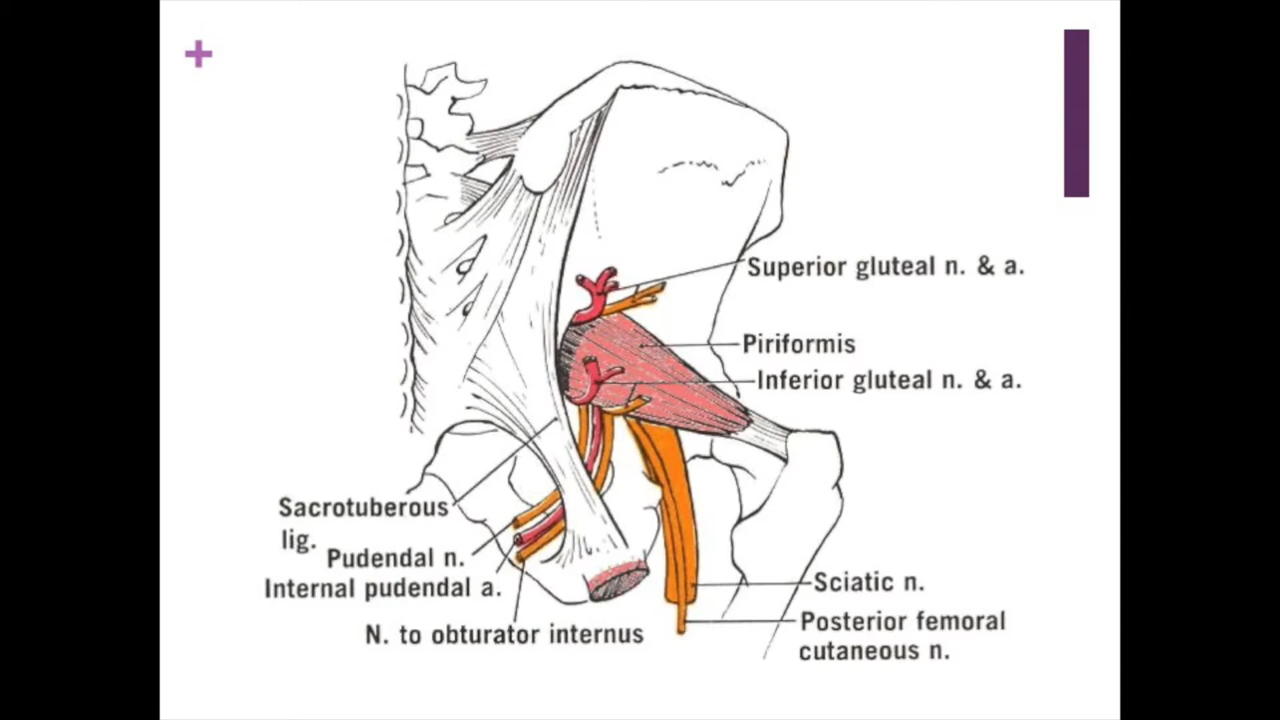 Superior gluteal n. & a.
Piriformis
Inferior gluteal n. & a.
Sacrotuberous
lig.
Pudendal n.
Internal pudendal a.
N. to obturator internus
Sciatic n.
Posterior femoral
cutaneous n.